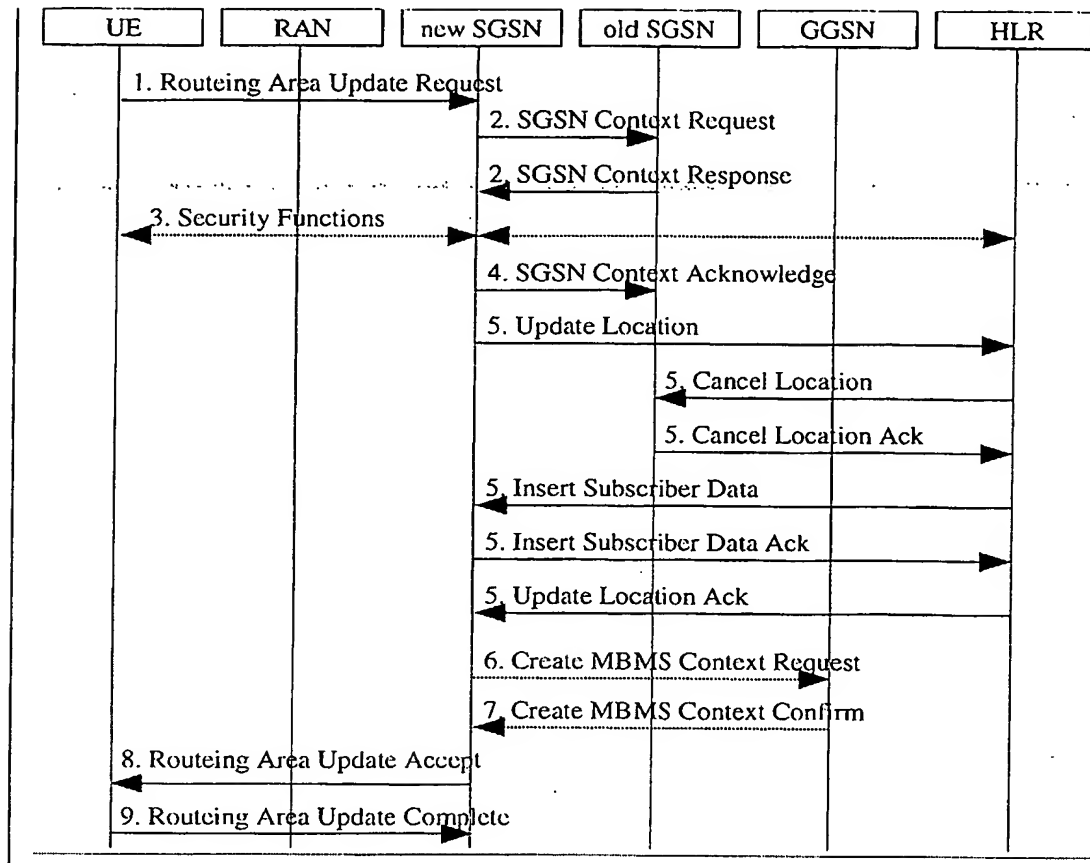 UE RAN new SGSN old SGSN GGSN HLR
1. Routeing Area Update Request
2. SGSN Context Request
2. SGSN Context Response
3. Security Functions
4. SGSN Context Acknowledge
5. Update Location
5. Cancel Location
5. Cancel Location Ack
5. Insert Subscriber Data
5. Insert Subscriber Data Ack
5. Update Location Ack
6. Create MBMS Context Request
7. Create MBMS Context Confirm
8. Routeing Area Update Accept
9. Routeing Area Update Complete